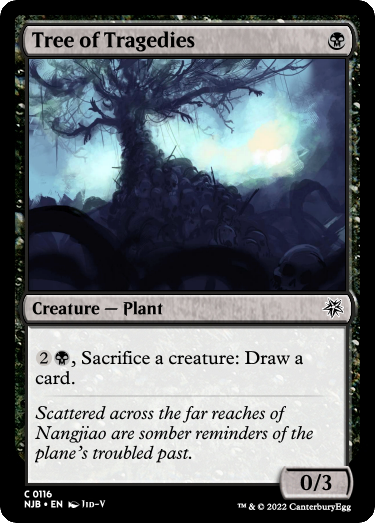 Tree of Tragedies
Creature — Plant
2, Sacrifice a creature: Draw a
card.
Scattered across the far reaches of
Nangjiao are somber reminders of the
plane's troubled past.
0/3
C 0116
NJB • EN JID-V
™ & © 2022 CanterburyEgg